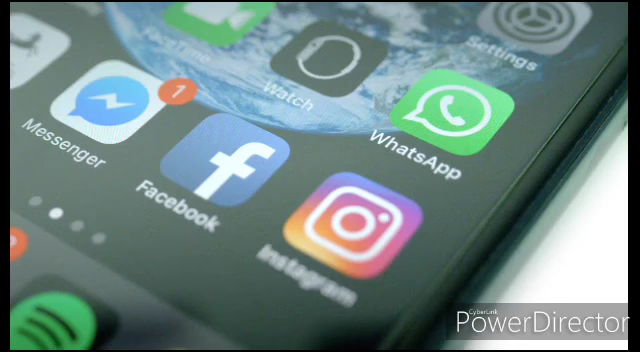 FaceTime
Watch
Settings
Messenger
1
WhatsApp
Facebook
Instagram
CyberLink
PowerDirector